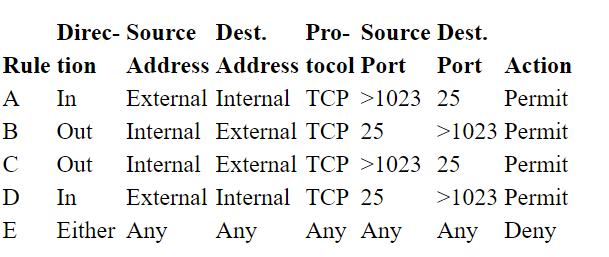 Direc- Source Dest. Pro- Source Dest.
Rule tion Address Address tocol Port Port Action
A In External Internal TCP >1023 25 Permit
B Out Internal External TCP 25 >1023 Permit
C Out Internal External TCP >1023 25 Permit
D In External Internal TCP 25 >1023 Permit
E Either Any Any Any Any Any Deny